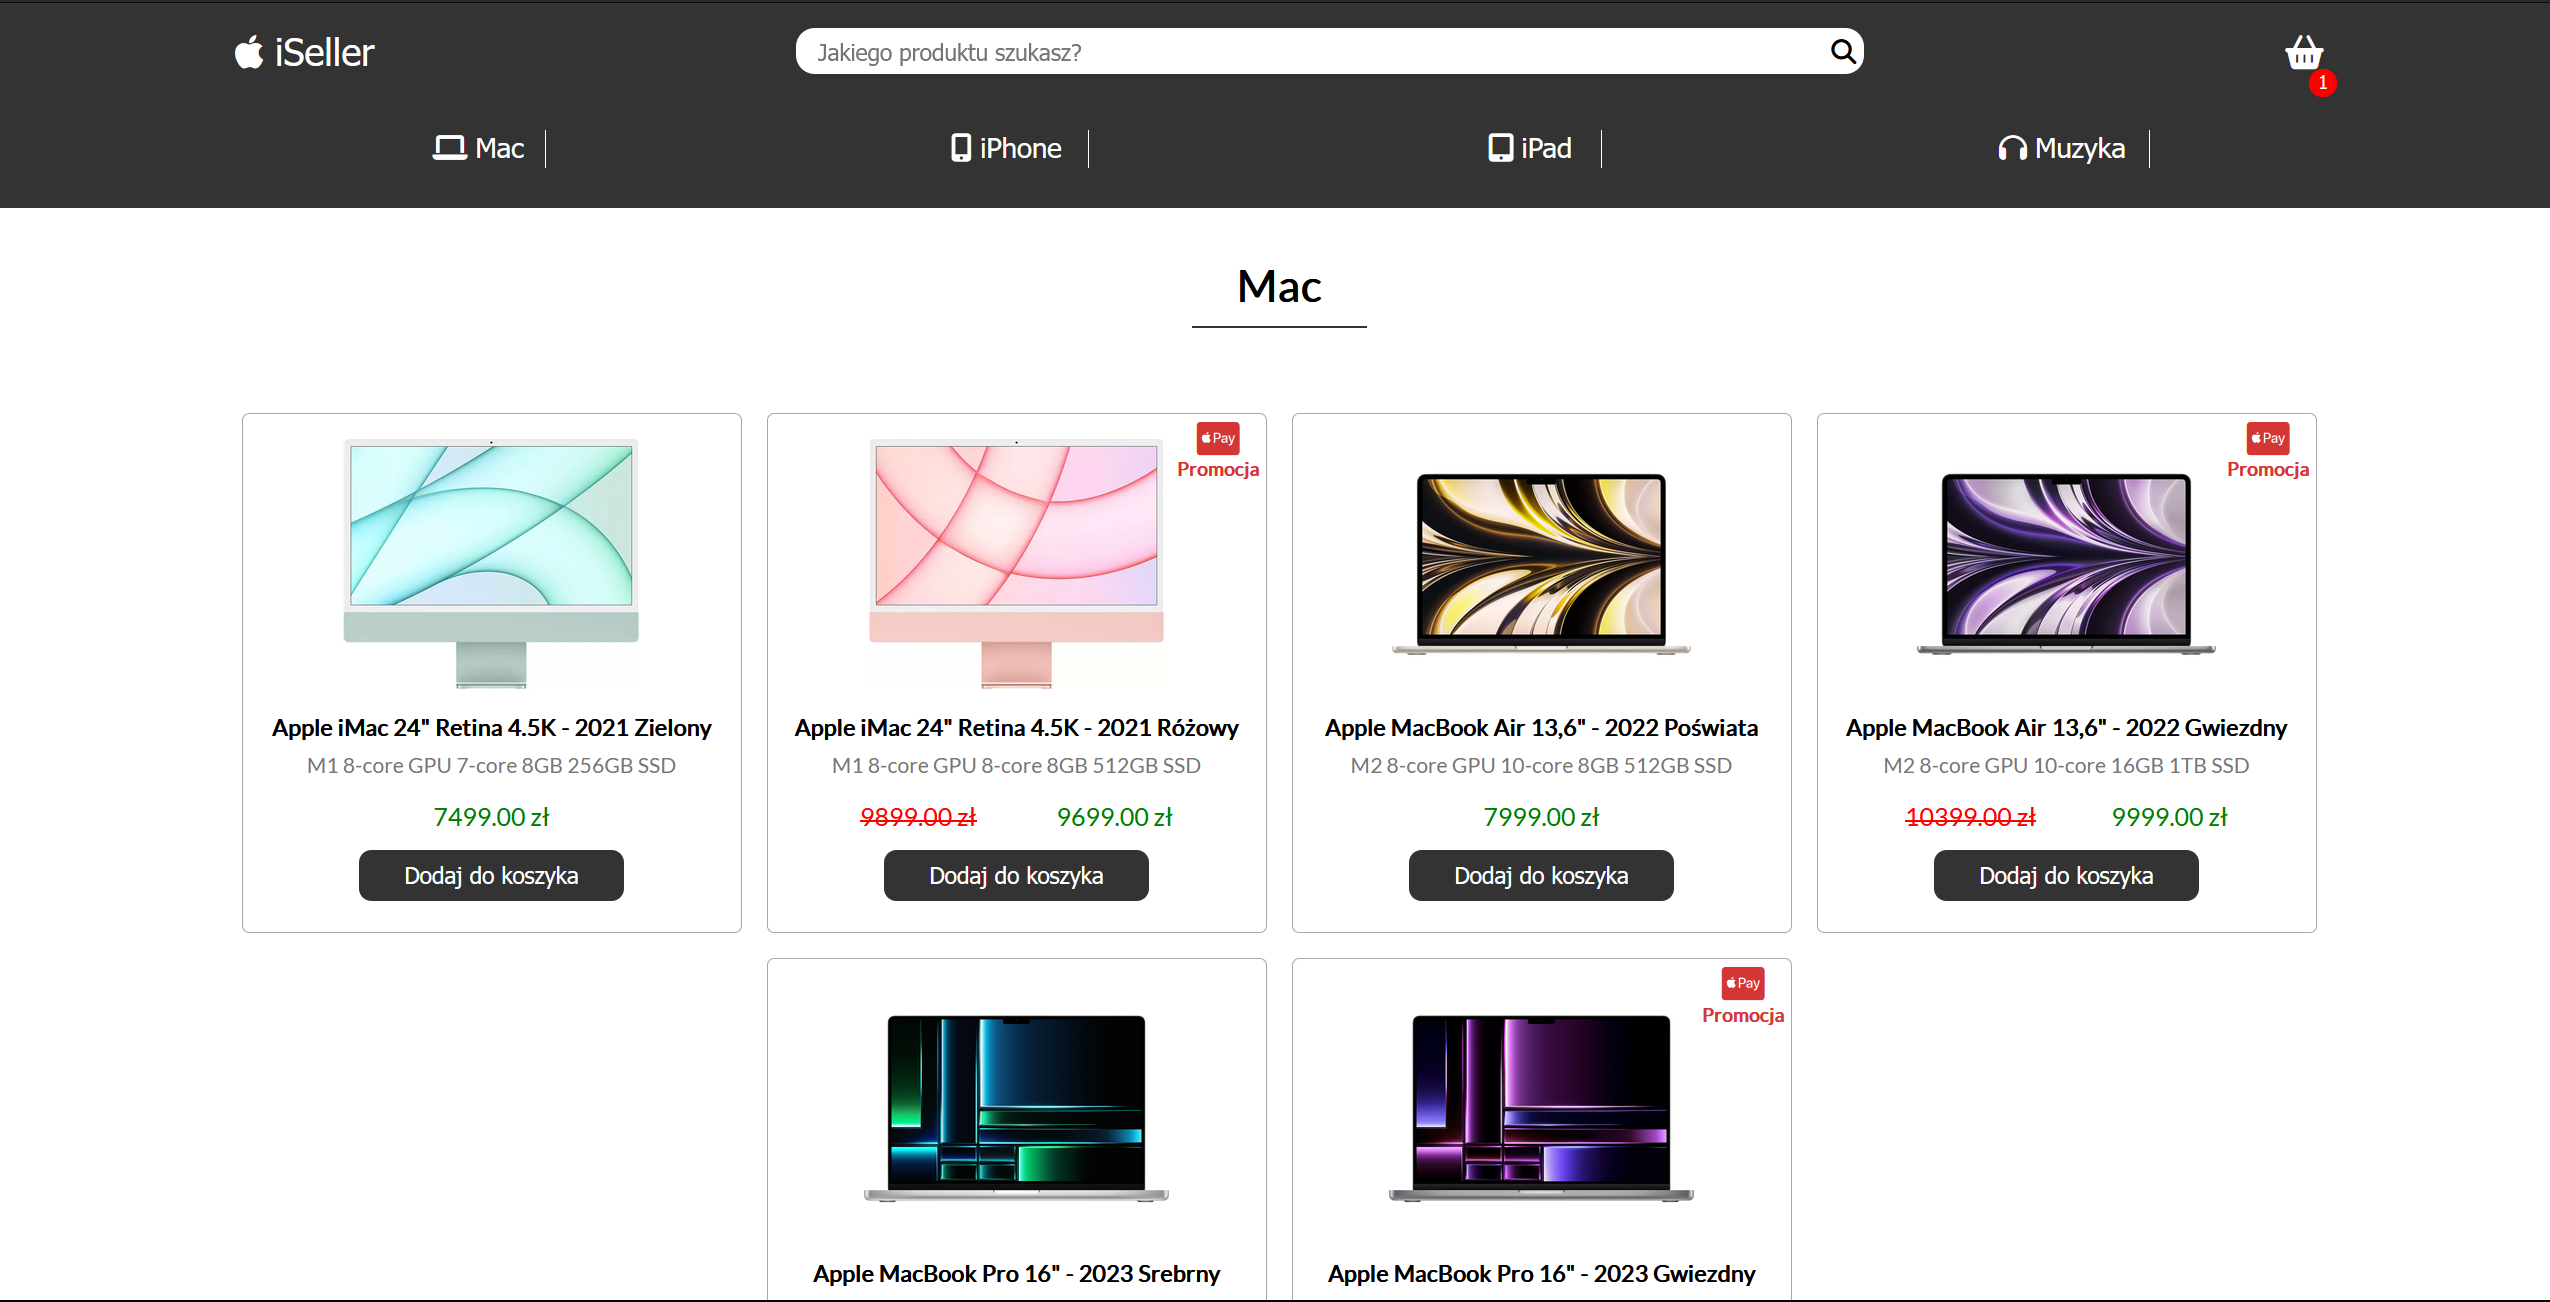 iSeller
Jakiego produktu szukasz?
1
Mac
iPhone
iPad
Muzyka
Mac
Apple iMac 24" Retina 4.5K - 2021 Zielony
M1 8-core GPU 7-core 8GB 256GB SSD
7499.00 zł
Dodaj do koszyka
Pay
Promocja
Apple iMac 24" Retina 4.5K - 2021 Różowy
M1 8-core GPU 8-core 8GB 512GB SSD
9899.00 zł 9699.00 zł
Dodaj do koszyka
Apple MacBook Air 13,6" - 2022 Poświata
M2 8-core GPU 10-core 8GB 512GB SSD
7999.00 zł
Dodaj do koszyka
Pay
Promocja
Apple MacBook Air 13,6" - 2022 Gwiezdny
M2 8-core GPU 10-core 16GB 1TB SSD
10399.00 zł 9999.00 zł
Dodaj do koszyka
Apple MacBook Pro 16" - 2023 Srebrny
Pay
Promocja
Apple MacBook Pro 16" - 2023 Gwiezdny